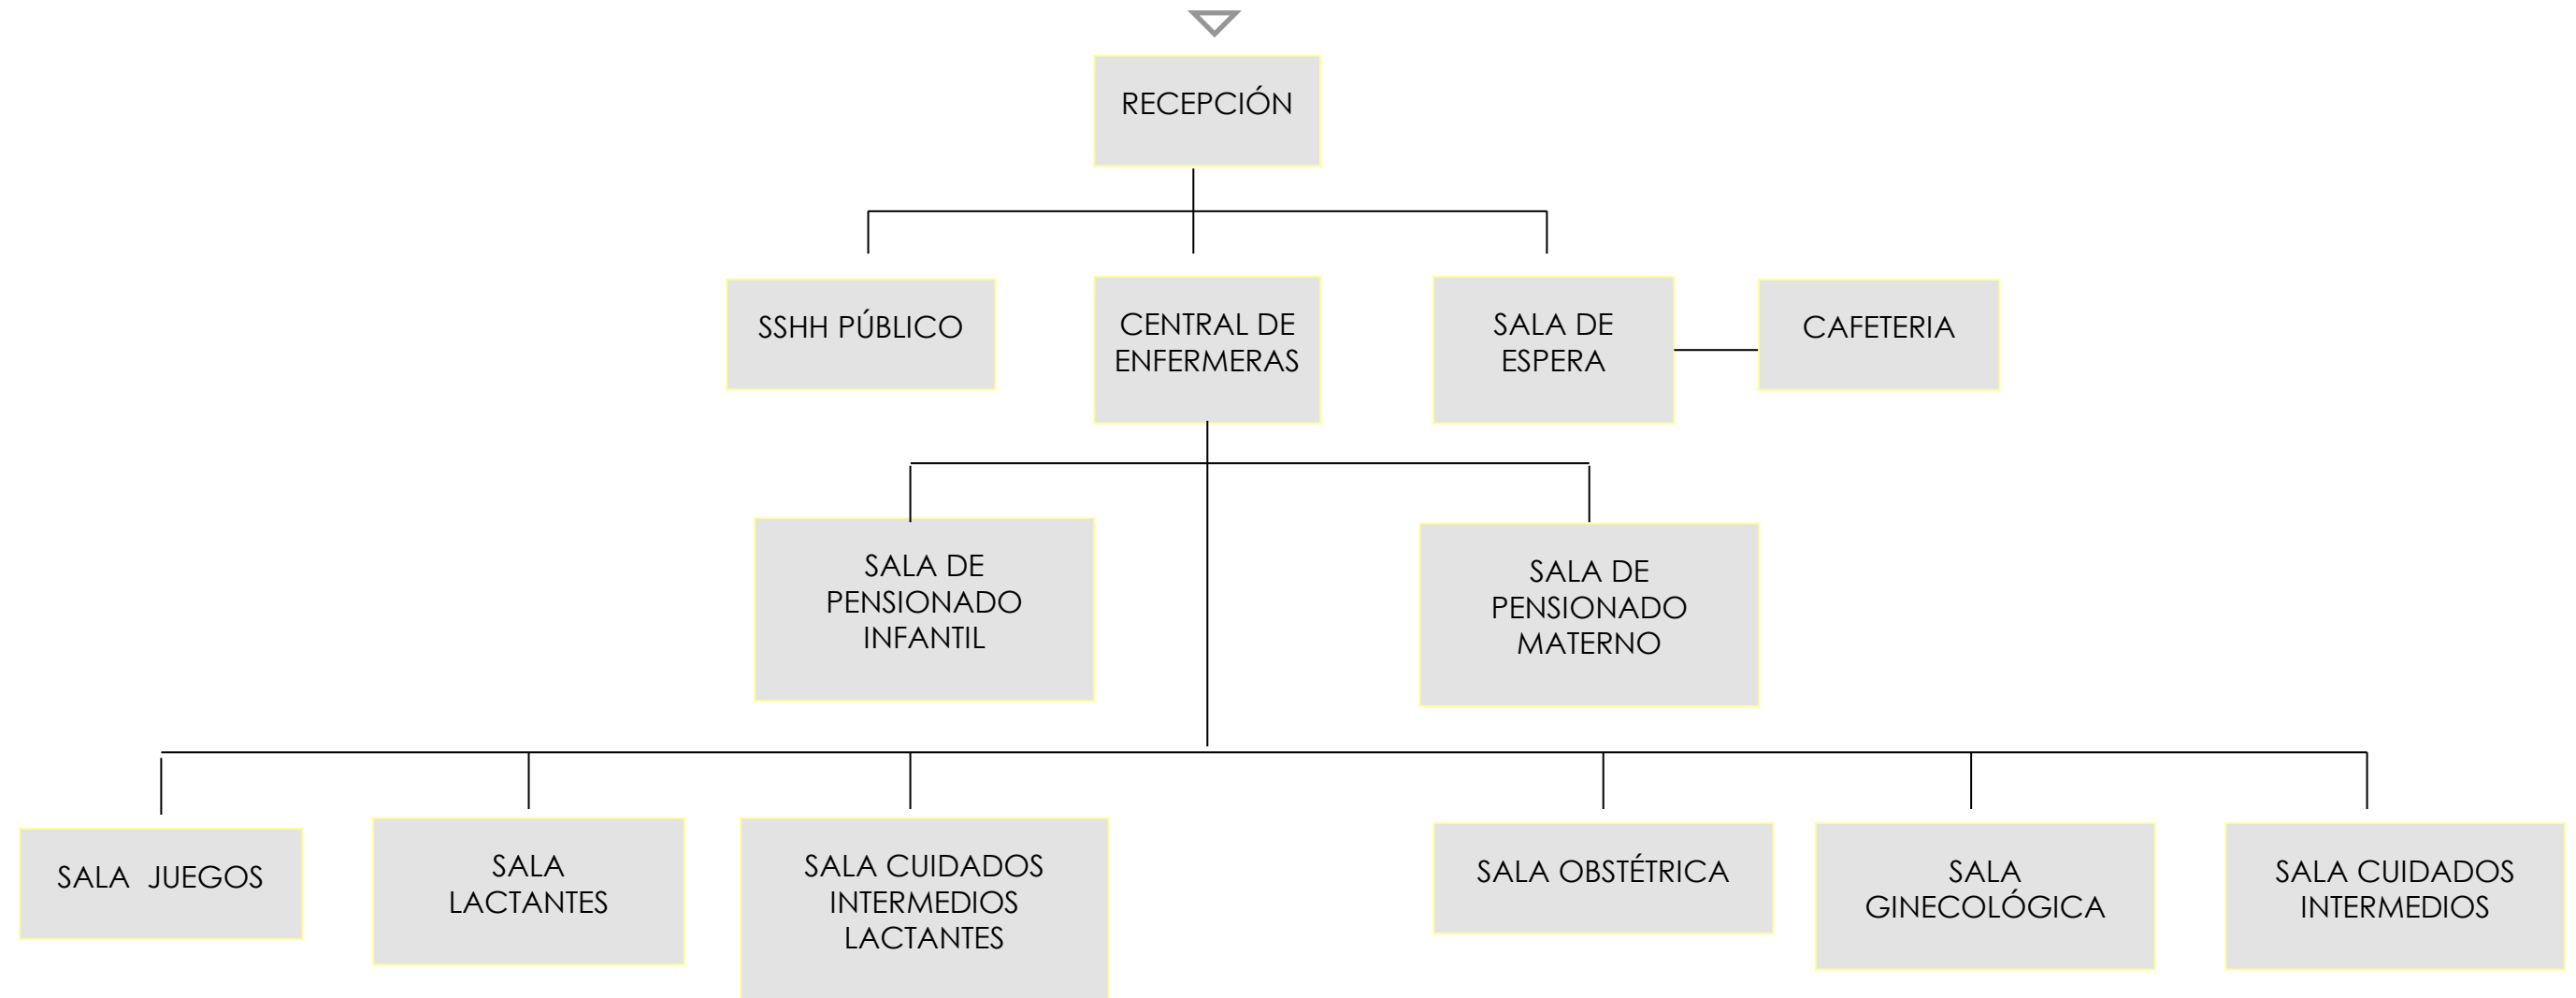 RECEPCIÓN
SSHH PÚBLICO
CENTRAL DE
ENFERMERAS
SALA DE
ESPERA
CAFETERIA
SALA DE
PENSIONADO
INFANTIL
SALA DE
PENSIONADO
MATERNO
SALA JUEGOS
SALA
LACTANTES
SALA CUIDADOS
INTERMEDIOS
LACTANTES
SALA OBSTÉTRICA
SALA
GINECOLÓGICA
SALA CUIDADOS
INTERMEDIOS